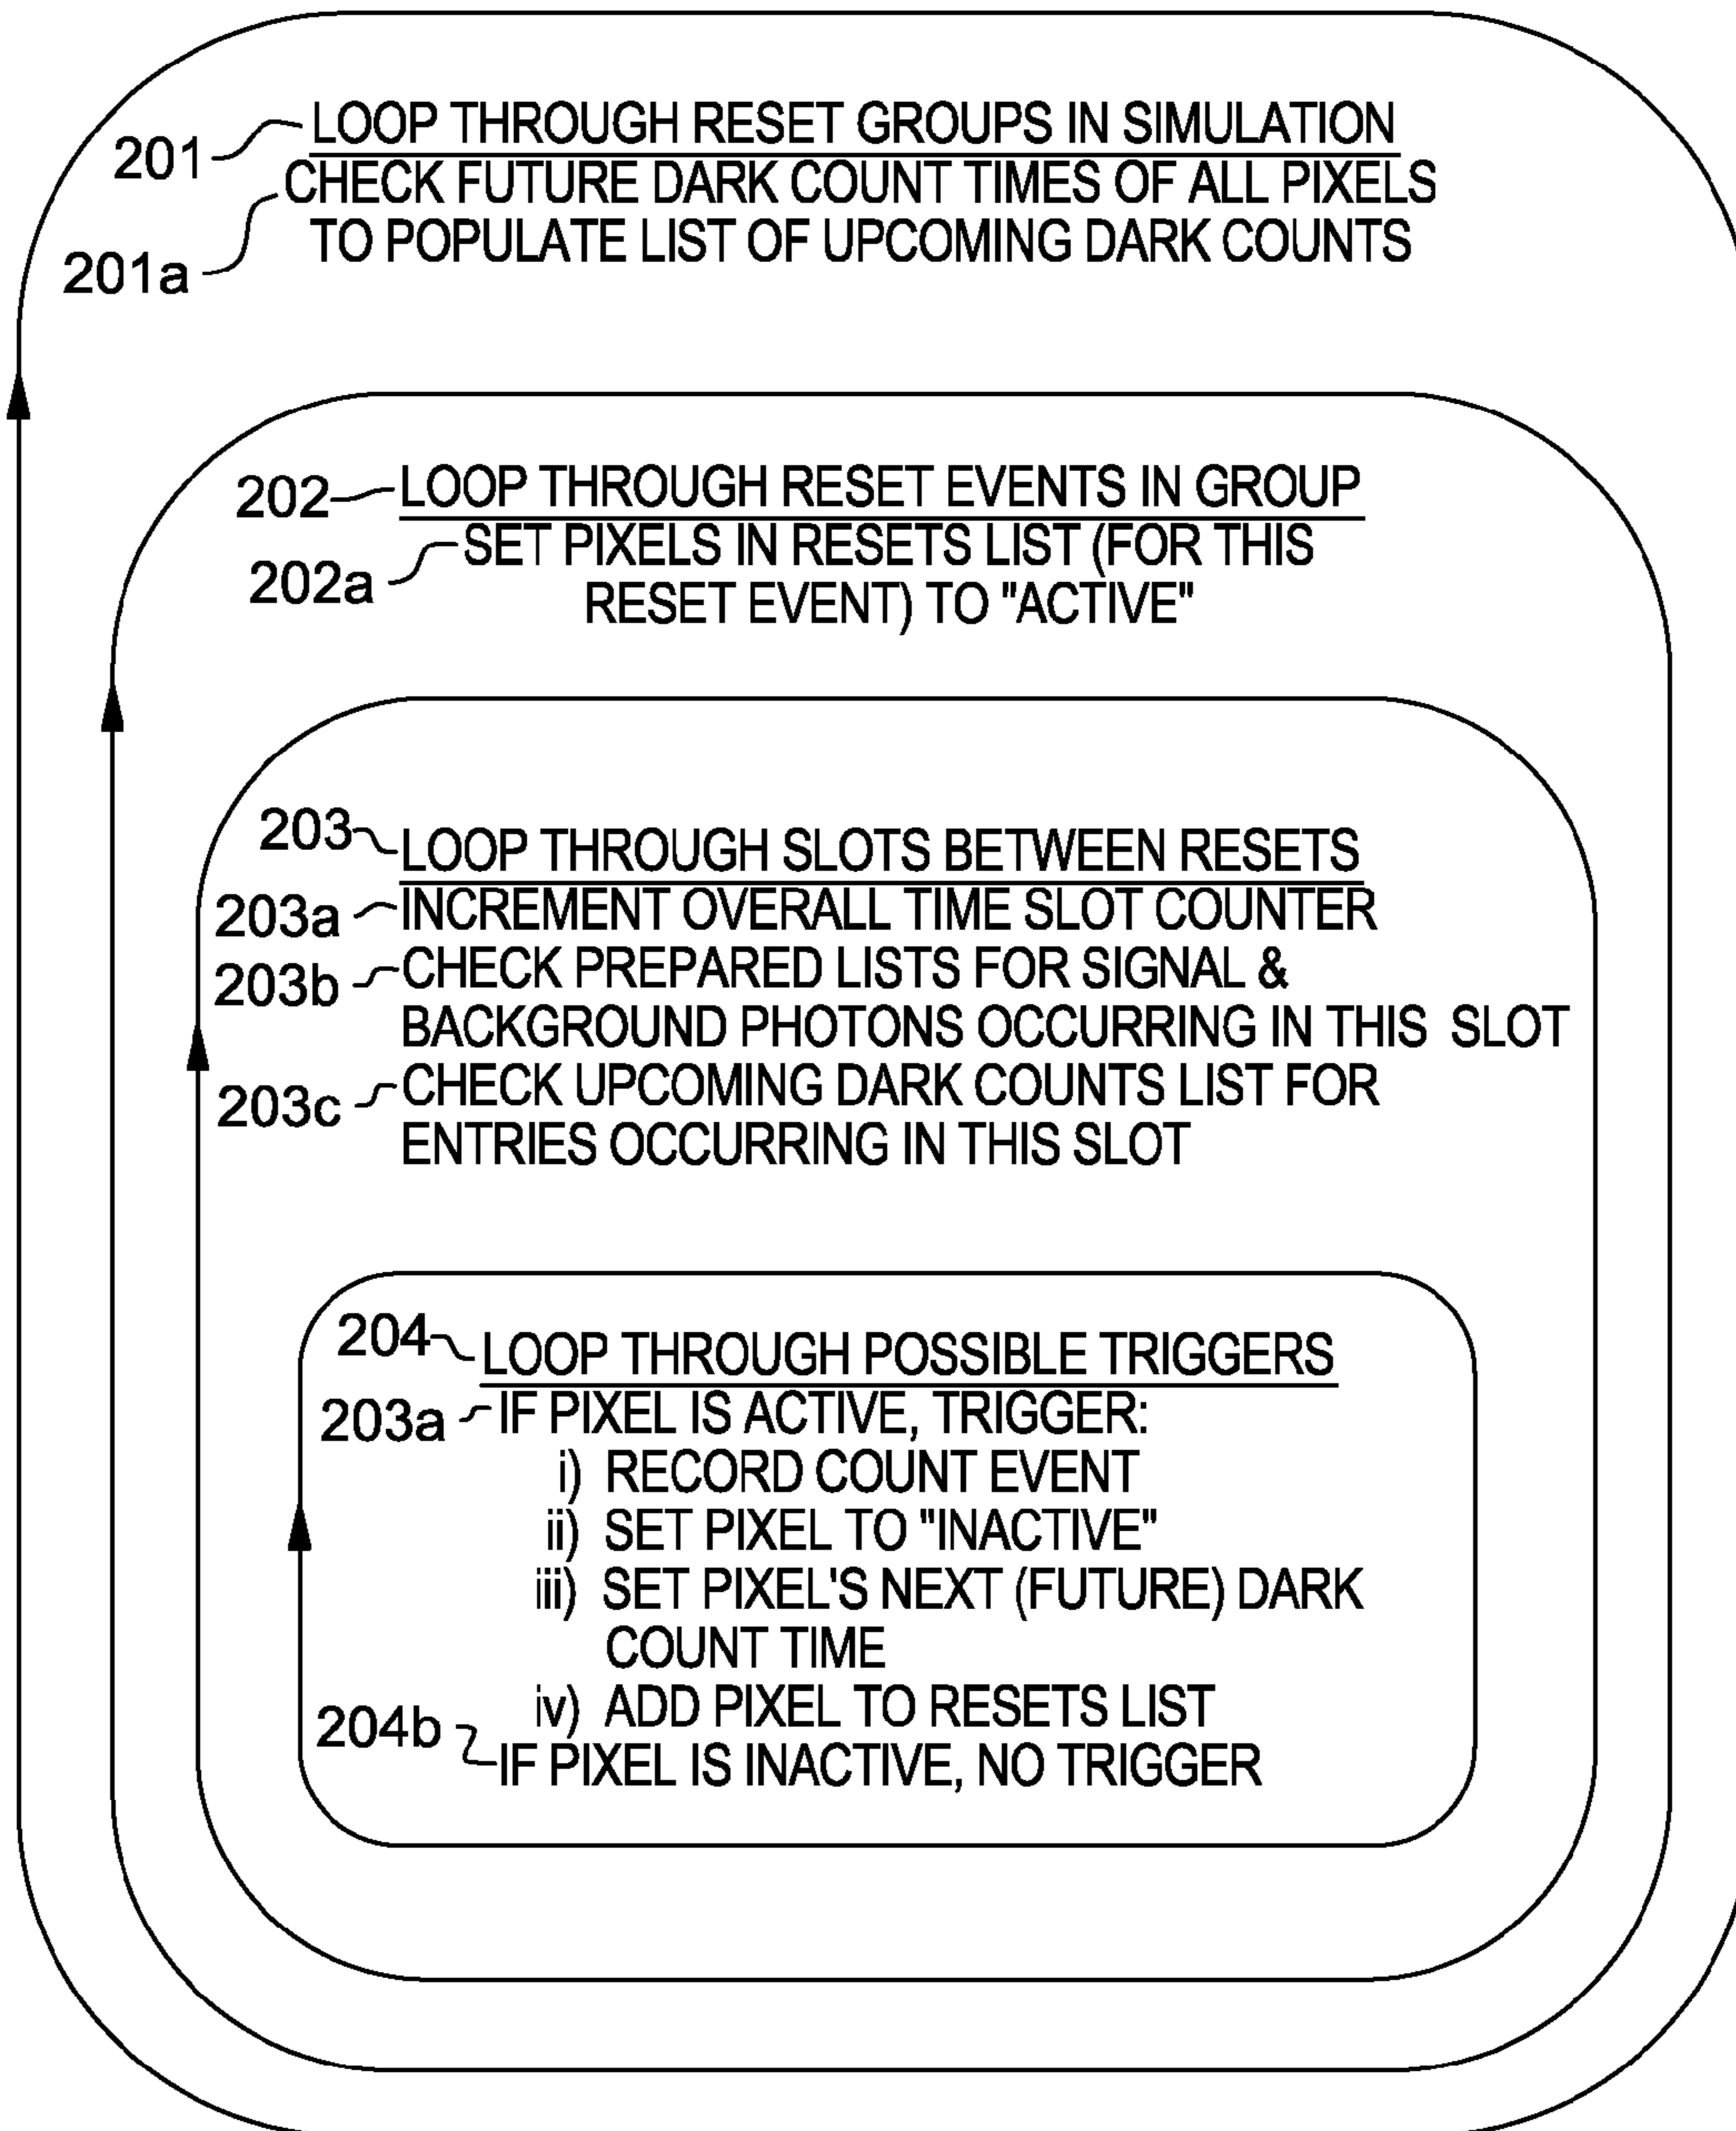 201 LOOP THROUGH RESET GROUPS IN SIMULATION
201a CHECK FUTURE DARK COUNT TIMES OF ALL PIXELS
TO POPULATE LIST OF UPCOMING DARK COUNTS
202 LOOP THROUGH RESET EVENTS IN GROUP
202a SET PIXELS IN RESETS LIST (FOR THIS
RESET EVENT) TO "ACTIVE"
203 LOOP THROUGH SLOTS BETWEEN RESETS
203a INCREMENT OVERALL TIME SLOT COUNTER
203b CHECK PREPARED LISTS FOR SIGNAL &
BACKGROUND PHOTONS OCCURRING IN THIS SLOT
203c CHECK UPCOMING DARK COUNTS LIST FOR
ENTRIES OCCURRING IN THIS SLOT
204 LOOP THROUGH POSSIBLE TRIGGERS
203a IF PIXEL IS ACTIVE, TRIGGER:
i) RECORD COUNT EVENT
ii) SET PIXEL TO "INACTIVE"
iii) SET PIXEL'S NEXT (FUTURE) DARK
COUNT TIME
iv) ADD PIXEL TO RESETS LIST
204b IF PIXEL IS INACTIVE, NO TRIGGER